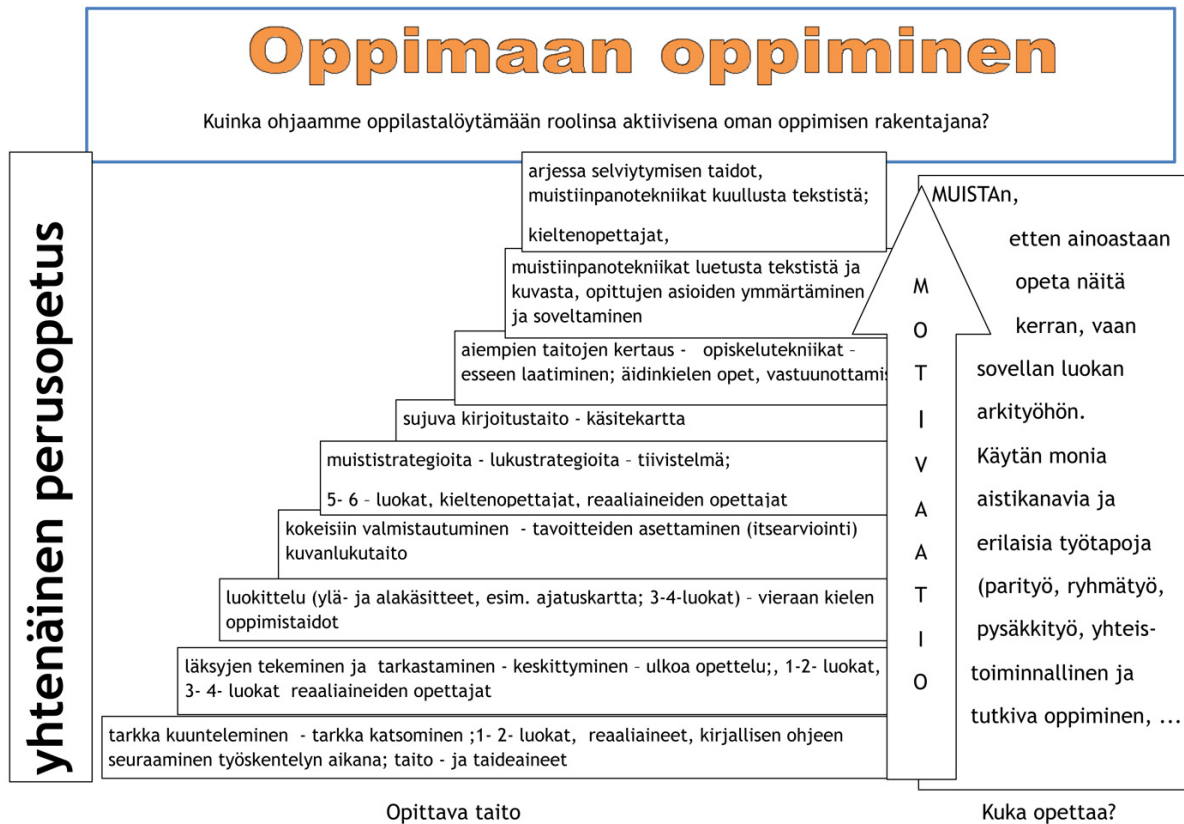 Oppimaan oppiminen
Kuinka ohjaamme oppilastalöytämään roolinsa aktiivisena oman oppimisen rakentajana?
yhtenäinen perusopetus
arjessa selviytymisen taidot,
muistiinpanotekniikat kuullusta tekstistä;
kieltenopettajat,
muistiinpanotekniikat luetusta tekstistä ja
kuvasta, opittujen asioiden ymmärtäminen
ja soveltaminen
aiempien taitojen kertaus - opiskelutekniikat –
esseen laatiminen; äidinkielen opet, vastuunottamis
sujuva kirjoitustaito - käsitekartta
muististrategioita - lukustrategioita – tiivistelmä;
5- 6 – luokat, kieltenopettajat, reaaliaineiden opettajat
kokeisiin valmistautuminen - tavoitteiden asettaminen (itsearviointi)
kuvanlukutaito
luokittelu (ylä- ja alakäsitteet, esim. ajatuskartta; 3-4-luokat) – vieraan kielen
oppimistaidot
läksyjen tekeminen ja tarkastaminen - keskittyminen – ulkoa opettelu;, 1-2- luokat,
3- 4- luokat reaaliaineiden opettajat
tarkka kuunteleminen - tarkka katsominen ;1- 2- luokat, reaaliaineet, kirjallisen ohjeen
seuraaminen työskentelyn aikana; taito - ja taideaineet
M
O
T
I
V
A
A
T
I
O
MUISTAn,
etten ainoastaan
opeta näitä
kerran, vaan
sovellan luokan
arkityöhön.
Käytän monia
aistikanavia ja
erilaisia työtapoja
(parityö, ryhmätyö,
pysäkkityö, yhteis-
toiminnallinen ja
tutkiva oppiminen, ...
Opittava taito
Kuka opettaa?